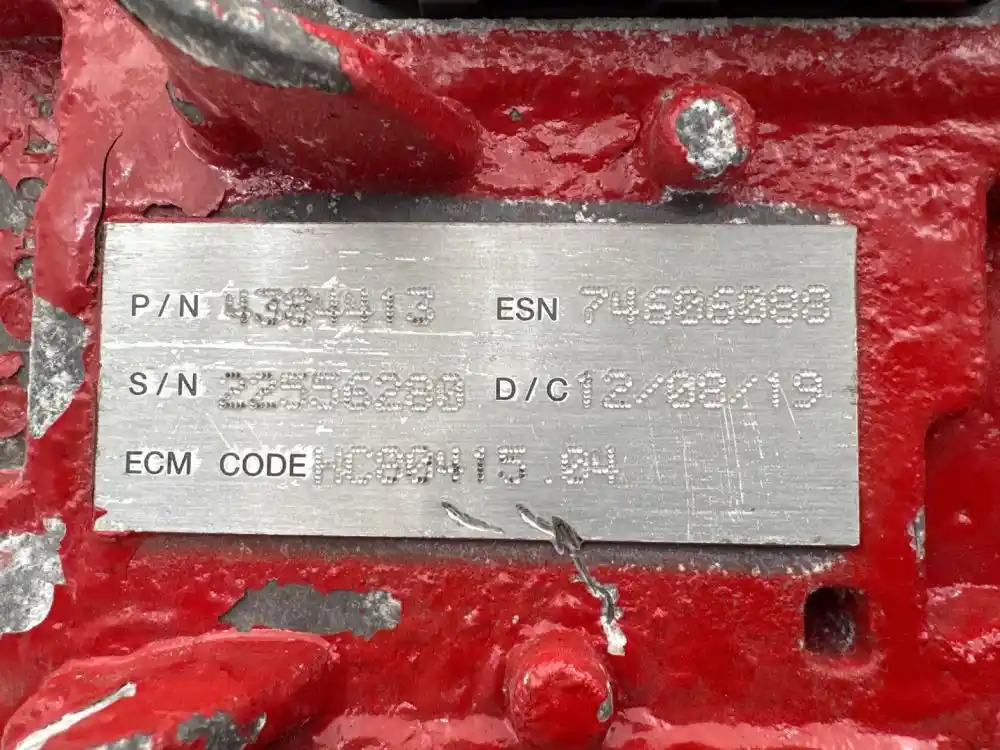 P/N 4384413 ESN 74606088
S/N 22556280 D/C 12/08/19
ECM CODE HC80415.04